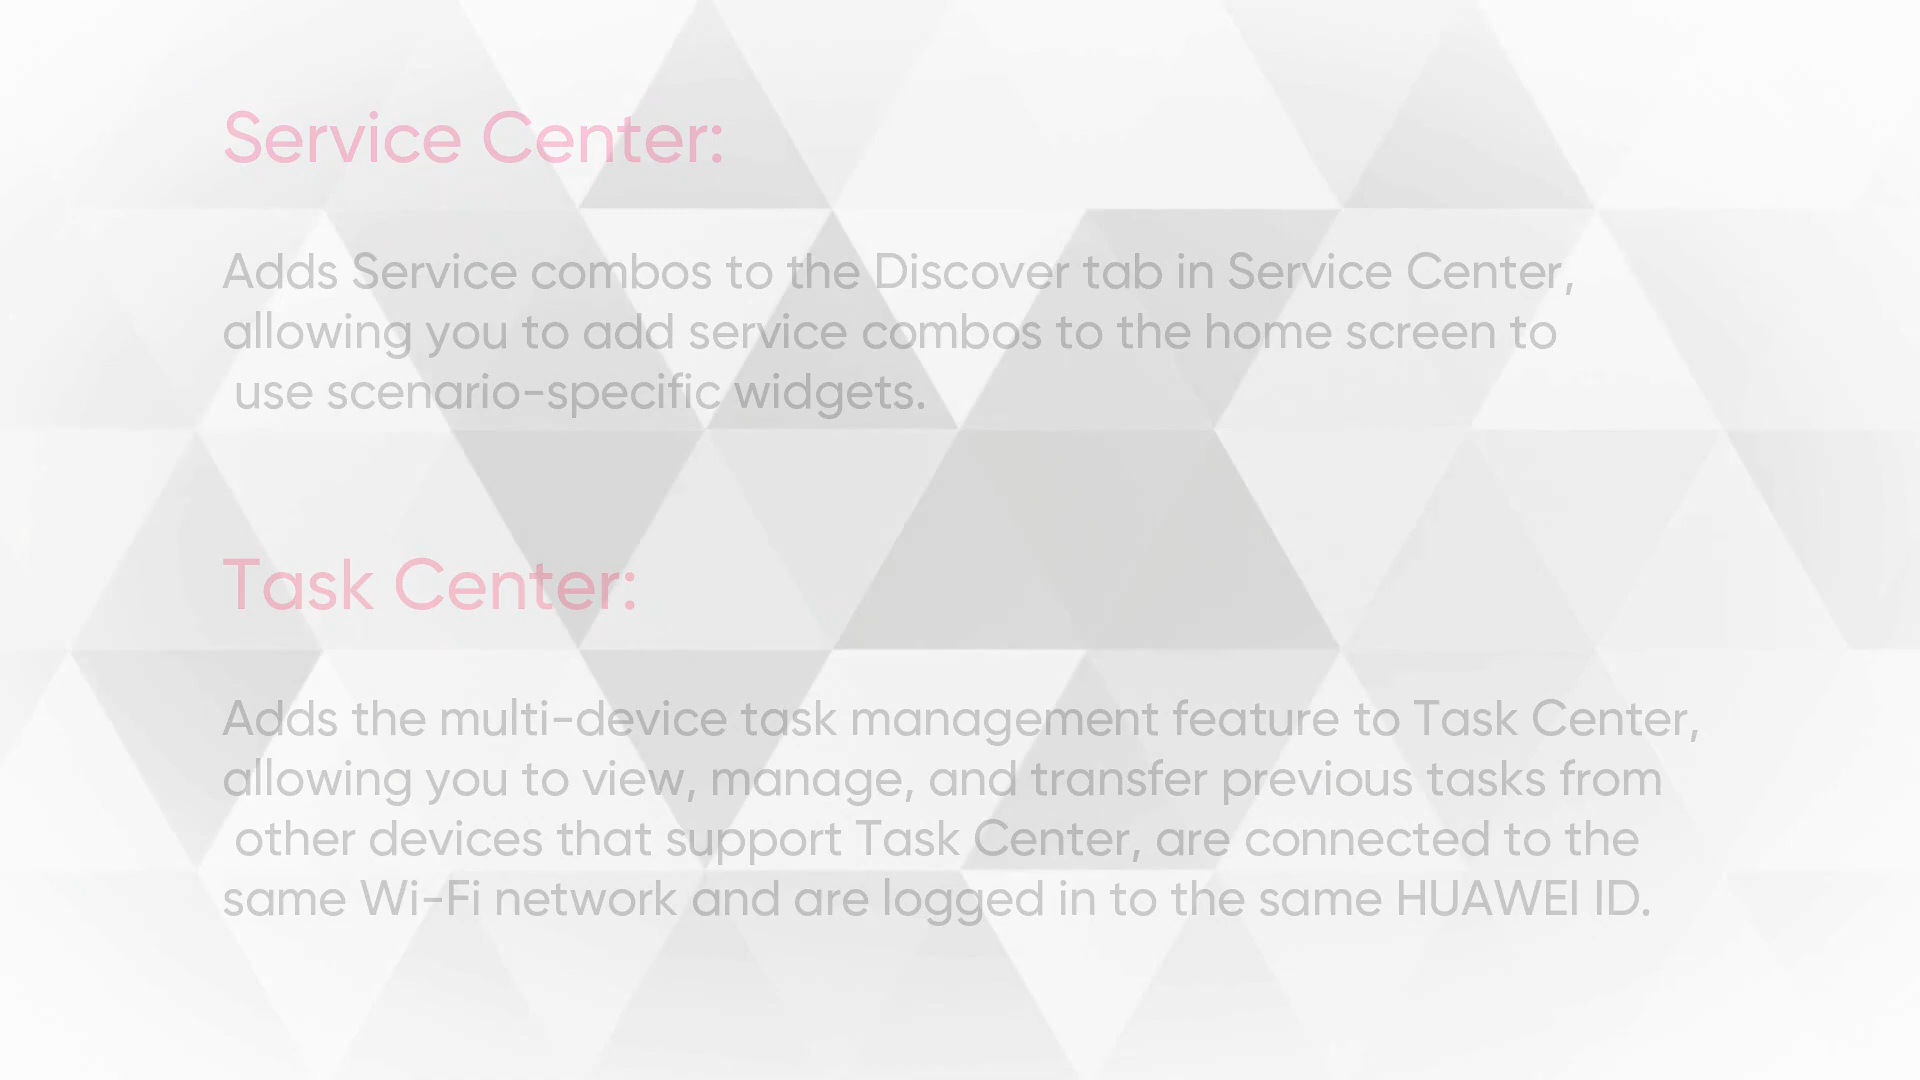 Service Center:
Adds Service combos to the Discover tab in Service Center,
allowing you to add service combos to the home screen to
use scenario-specific widgets.
Task Center:
Adds the multi-device task management feature to Task Center,
allowing you to view, manage, and transfer previous tasks from
other devices that support Task Center, are connected to the
same Wi-Fi network and are logged in to the same HUAWEI ID.